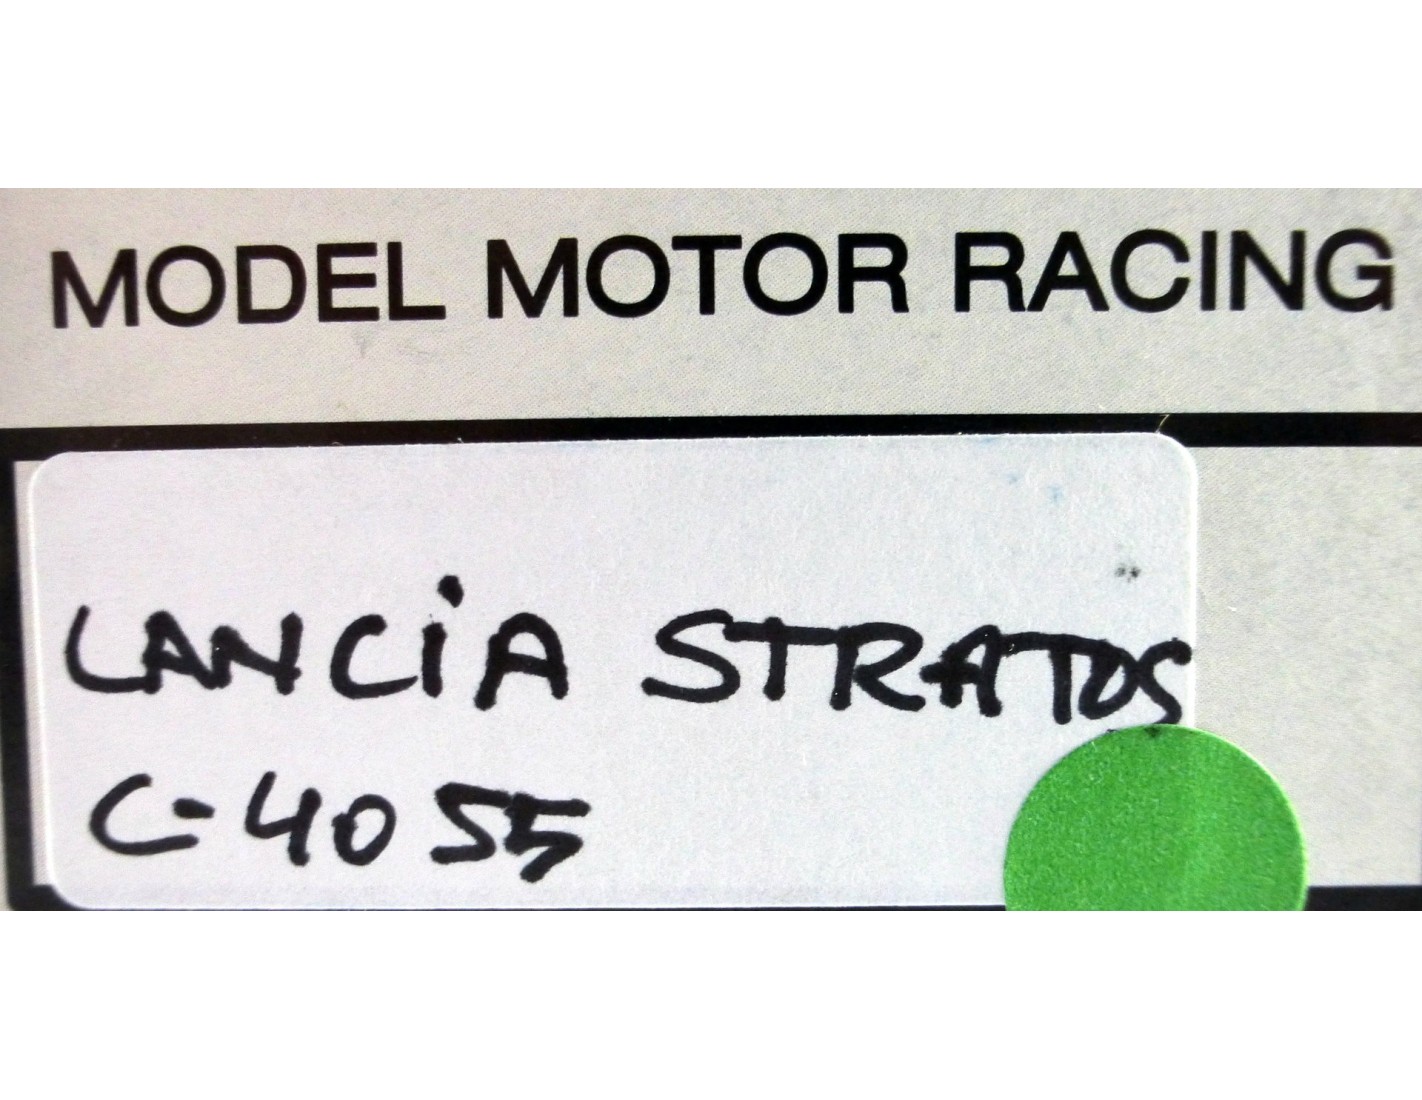 MODEL MOTOR RACING
LANCiA STRATOS
C-4055